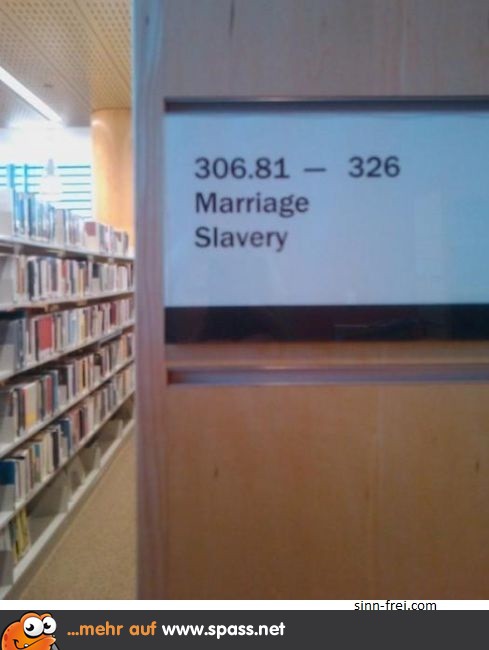 306.81 — 326
Marriage
Slavery
sinn-frei.com
...mehr auf www.spass.net